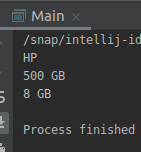 Main ×
/snap/intellij-id
HP
500 GB
8 GB
Process finished